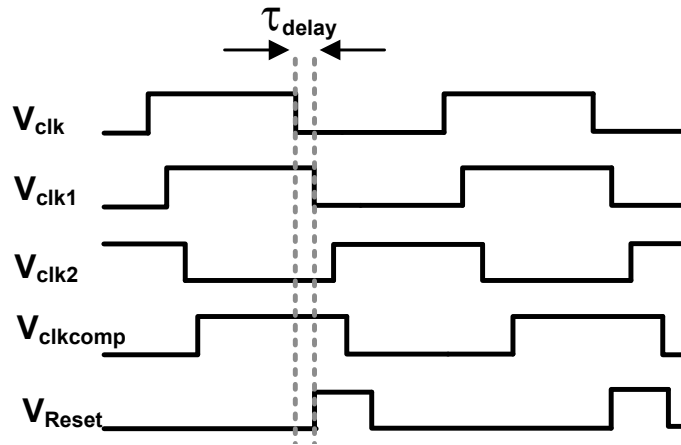 τdelay
Vclk
Vclk1
Vclk2
Vclkcomp
VReset